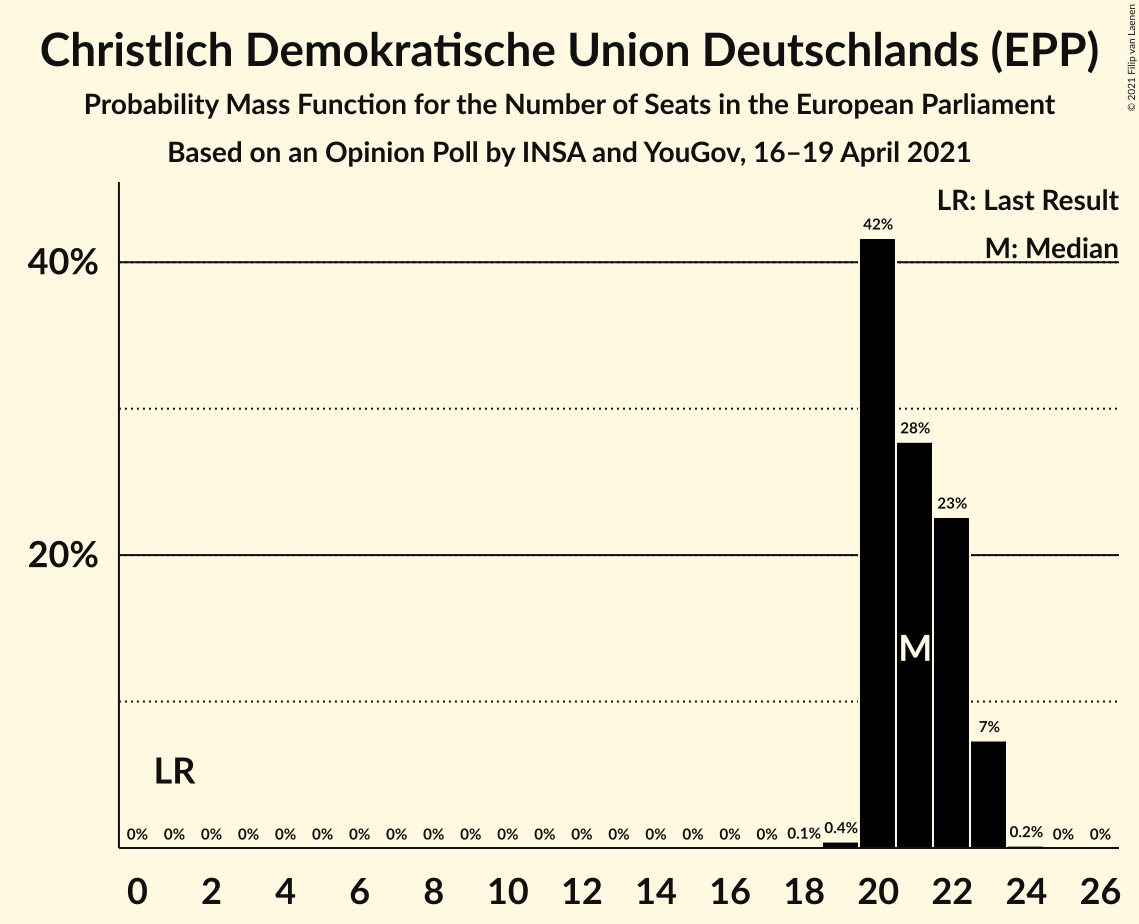 Christlich Demokratische Union Deutschlands (EPP)
Probability Mass Function for the Number of Seats in the European Parliament
Based on an Opinion Poll by INSA and YouGov, 16–19 April 2021
© 2021 Filip van Laenen
LR: Last Result
M: Median
42%
40%
28%
23%
20%
M
7%
LR
0% 0% 0% 0% 0% 0% 0% 0% 0% 0% 0% 0% 0% 0% 0% 0% 0% 0% 0.1% 0.4% 0.2% 0% 0%
0 2 4 6 8 10 12 14 16 18 20 22 24 26